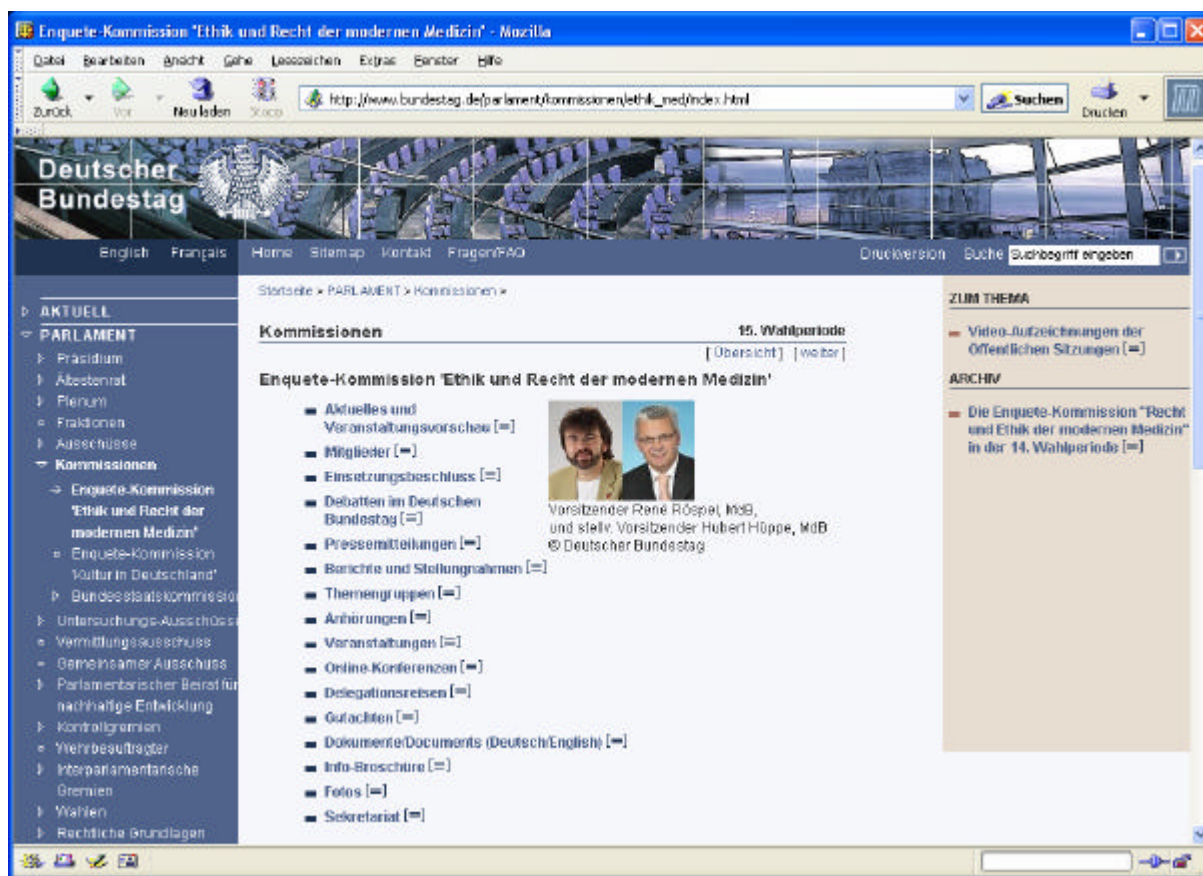 Enquete-Kommission 'Ethik und Recht der modernen Medizin' - Mozilla
Datei Bearbeiten Ansicht Gehe Lesezeichen Extras Fenster Hilfe
Zurück Vor Neu laden Stopp http://www.bundestag.de/parlament/kommissionen/ethik_med/index.html Suchen Drucken
Deutscher
Bundestag
English Français Home Sitemap Kontakt Fragen/FAQ Druckversion Suche Suchbegriff eingeben
AKTUELL
PARLAMENT
Präsidium
Ältestenrat
Plenum
Fraktionen
Ausschüsse
Kommissionen
Enquete-Kommission
'Ethik und Recht der
modernen Medizin'
Enquete-Kommission
'Kultur in Deutschland'
Bundesstaatskommissio
Untersuchungs-Ausschüss
Vermittlungsausschuss
Gemeinsamer Ausschuss
Parlamentarischer Beirat für
nachhaltige Entwicklung
Kontrollgremien
Wehrbeauftragter
Interparlamentarische
Gremien
Wahlen
Rechtliche Grundlagen
Startseite > PARLAMENT > Kommissionen >
Kommissionen 15. Wahlperiode
[Übersicht] [weiter]
Enquete-Kommission 'Ethik und Recht der modernen Medizin'
Aktuelles und
Veranstaltungsvorschau
Mitglieder
Einsetzungsbeschluss
Debatten im Deutschen
Bundestag
Pressemitteilungen
Berichte und Stellungnahmen
Themengruppen
Anhörungen
Veranstaltungen
Online-Konferenzen
Delegationsreisen
Gutachten
Dokumente/Documents (Deutsch/English)
Info-Broschüre
Fotos
Sekretariat
Vorsitzender René Röspel, MdB,
und stellv. Vorsitzender Hubert Hüppe, MdB
© Deutscher Bundestag
ZUM THEMA
Video-Aufzeichnungen der
Öffentlichen Sitzungen
ARCHIV
Die Enquete-Kommission "Recht
und Ethik der modernen Medizin"
in der 14. Wahlperiode